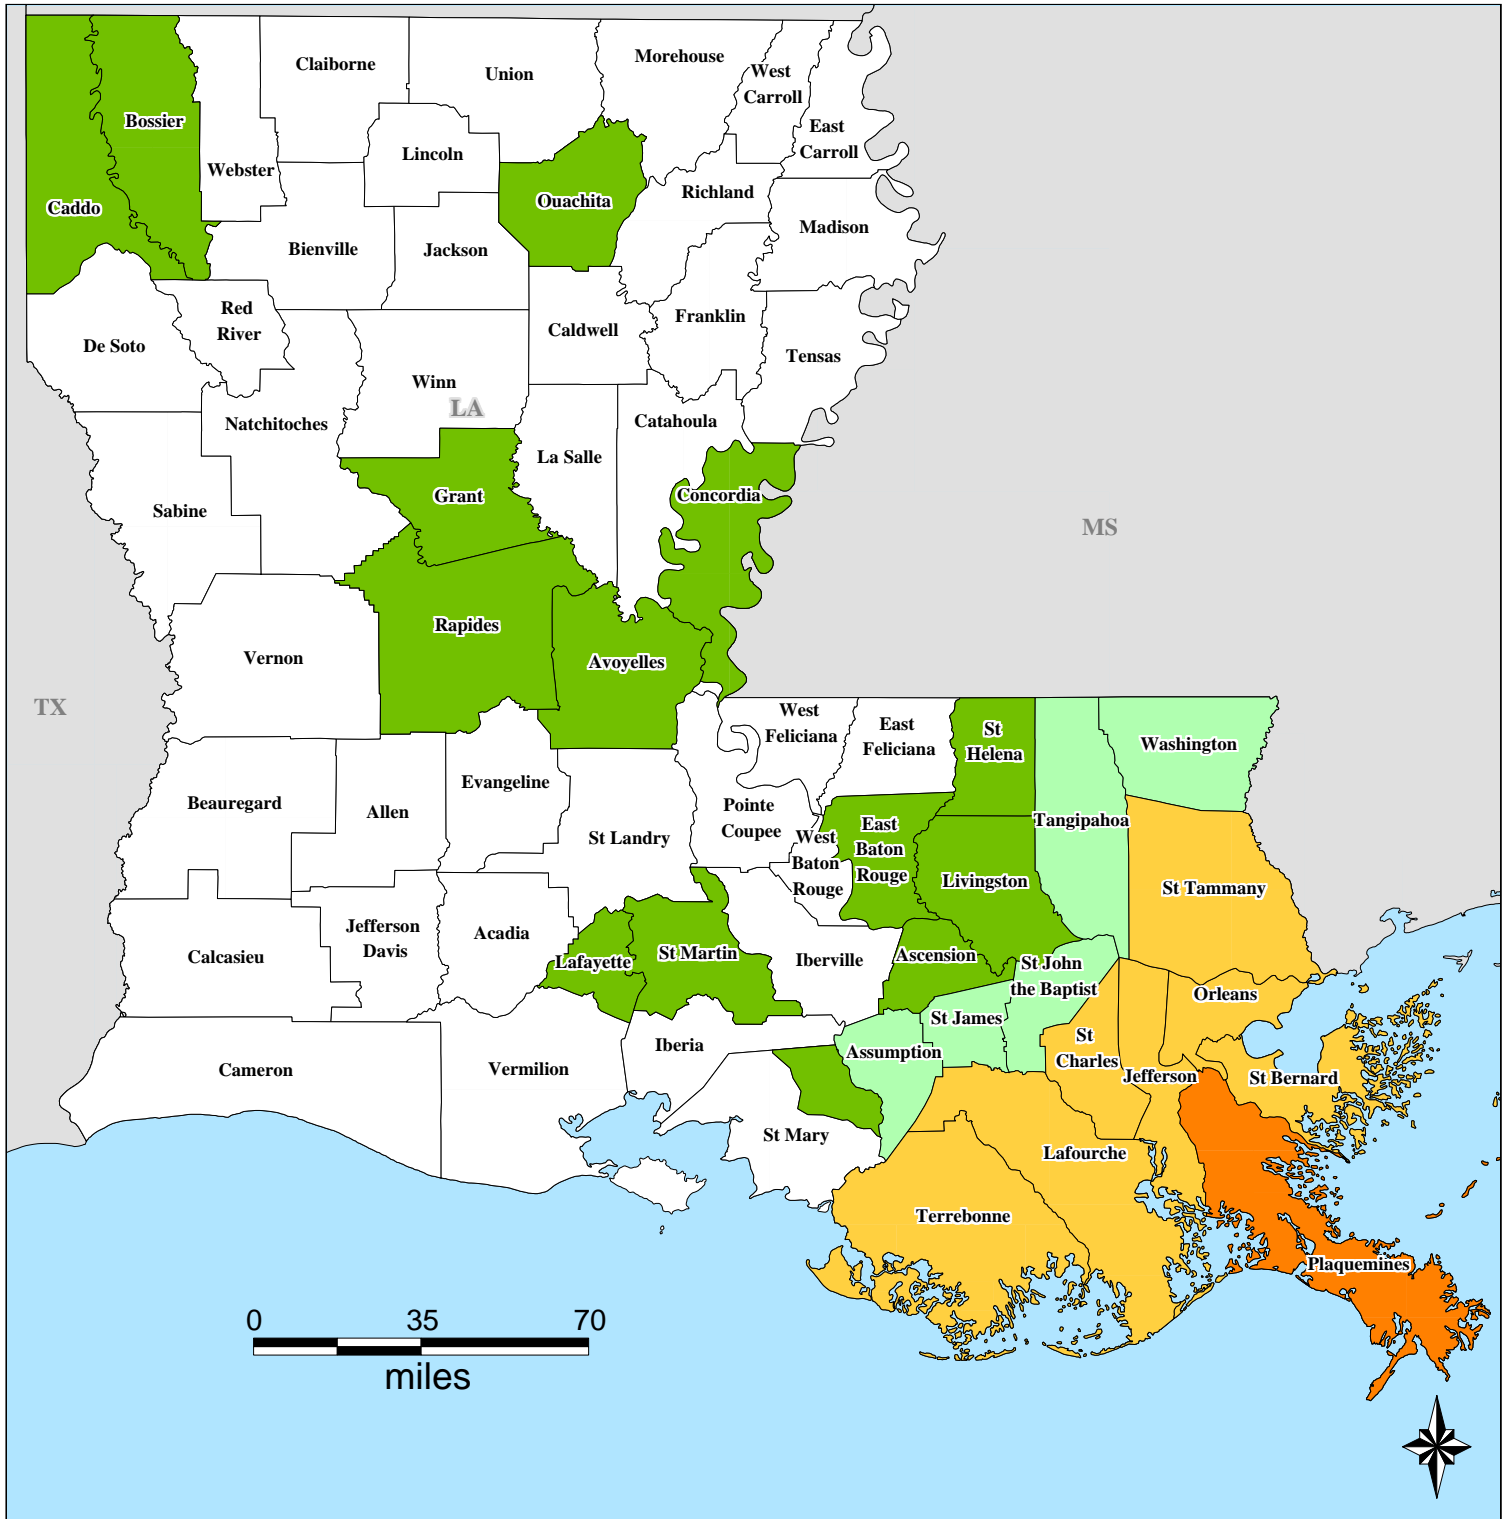 Claiborne
Union
Morehouse
West
Carroll
East
Carroll
Bossier
Webster
Lincoln
Caddo
Ouachita
Richland
Madison
Bienville
Jackson
Red
River
De Soto
Caldwell
Franklin
Tensas
Winn
LA
Natchitoches
Catahoula
La Salle
Grant
Concordia
Sabine
MS
Rapides
Vernon
Avoyelles
TX
West
Feliciana
East
Feliciana
St
Helena
Washington
Beauregard
Allen
Evangeline
St Landry
Pointe
Coupee
West
Baton
Rouge
East
Baton
Rouge
Tangipahoa
Livingston
St Tammany
Calcasieu
Jefferson
Davis
Acadia
Lafayette
St Martin
Iberville
Ascension
St John
the Baptist
Orleans
St James
Assumption
St
Charles
Jefferson
St Bernard
Cameron
Vermilion
Iberia
St Mary
Lafourche
Terrebonne
Plaquemines
0 35 70
miles